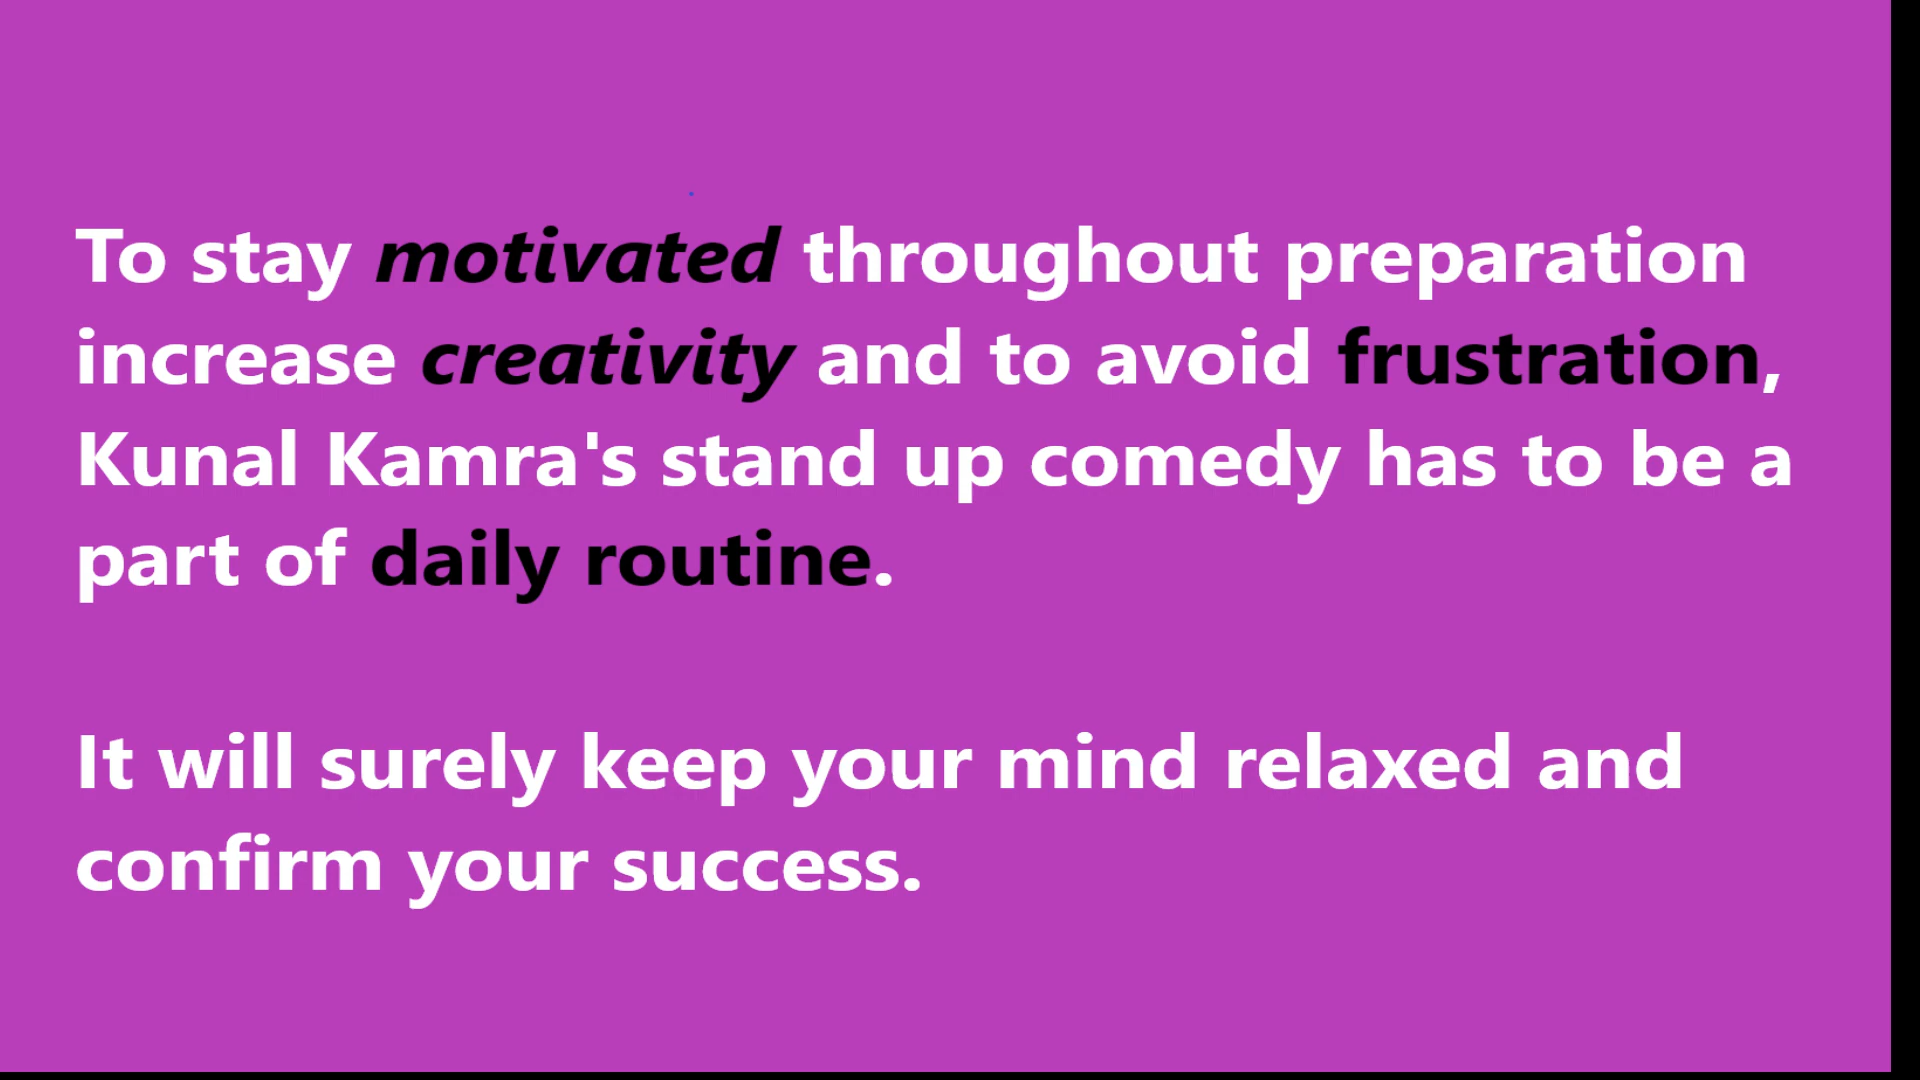 To stay motivated throughout preparation
increase creativity and to avoid frustration,
Kunal Kamra's stand up comedy has to be a
part of daily routine.
It will surely keep your mind relaxed and
confirm your success.